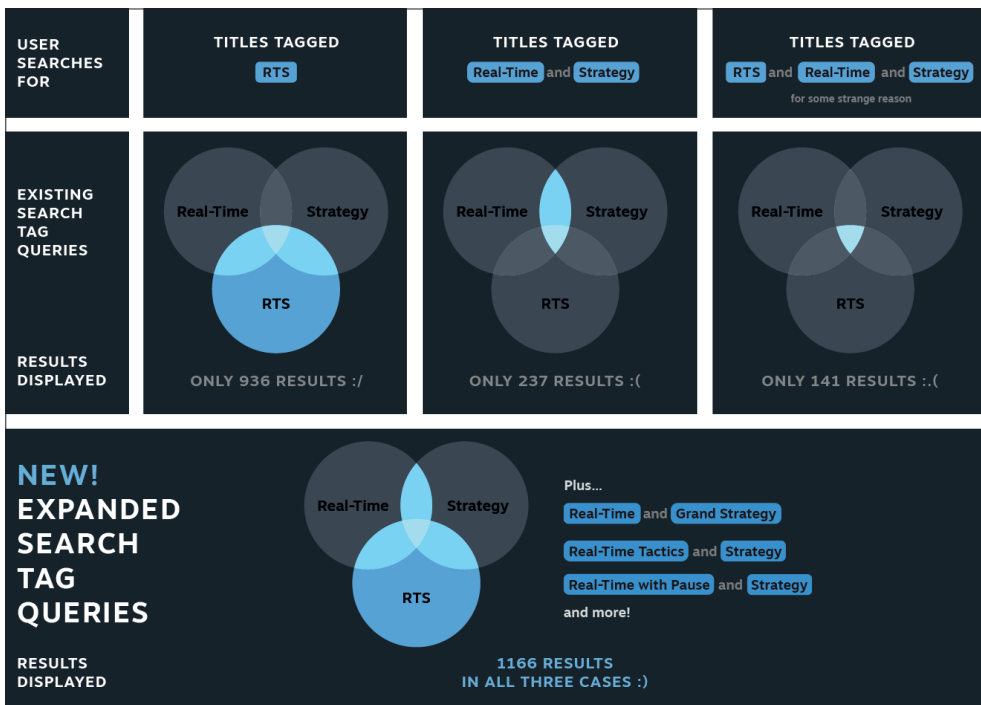 USER
SEARCHES
FOR
TITLES TAGGED
RTS
TITLES TAGGED
Real-Time and Strategy
TITLES TAGGED
RTS and Real-Time and Strategy
for some strange reason
EXISTING
SEARCH
TAG
QUERIES
Real-Time Strategy
RTS
Real-Time Strategy
RTS
Real-Time Strategy
RTS
RESULTS
DISPLAYED
ONLY 936 RESULTS :/
ONLY 237 RESULTS :(
ONLY 141 RESULTS :.(
NEW!
EXPANDED
SEARCH
TAG
QUERIES
Real-Time Strategy
RTS
Plus...
Real-Time and Grand Strategy
Real-Time Tactics and Strategy
Real-Time with Pause and Strategy
and more!
RESULTS
DISPLAYED
1166 RESULTS
IN ALL THREE CASES :)